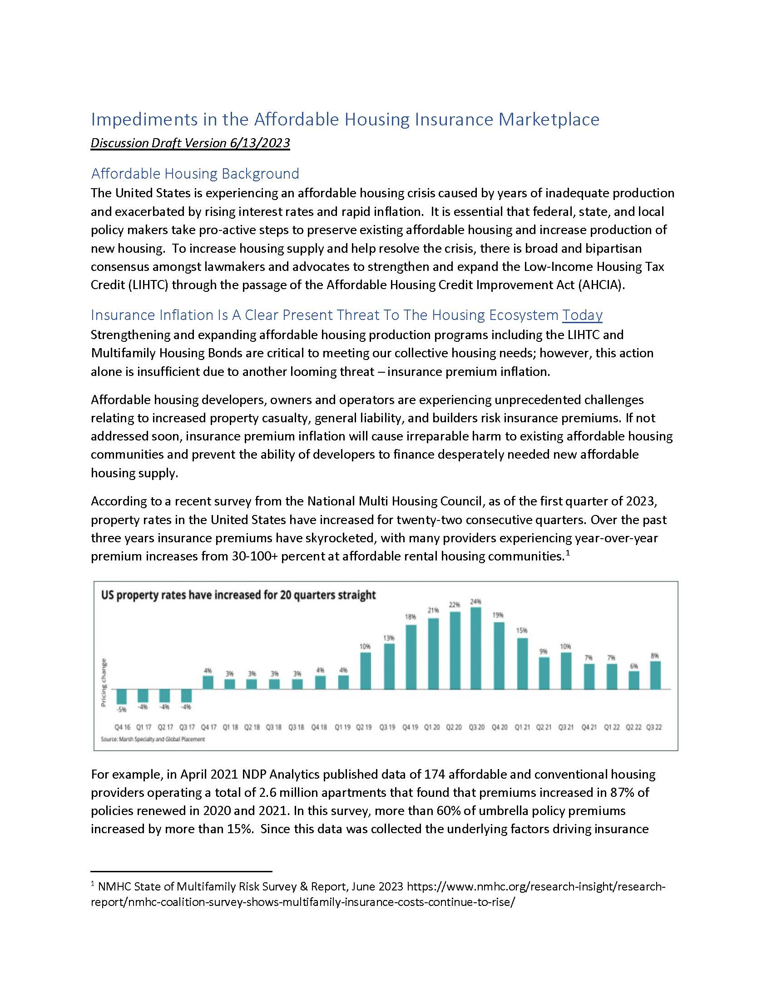 Impediments in the Affordable Housing Insurance Marketplace
Discussion Draft Version 6/13/2023
Affordable Housing Background
The United States is experiencing an affordable housing crisis caused by years of inadequate production
and exacerbated by rising interest rates and rapid inflation.  It is essential that federal, state, and local
policy makers take pro-active steps to preserve existing affordable housing and increase production of
new housing.  To increase housing supply and help resolve the crisis, there is broad and bipartisan
consensus amongst lawmakers and advocates to strengthen and expand the Low-Income Housing Tax
Credit (LIHTC) through the passage of the Affordable Housing Credit Improvement Act (AHCIA).
Insurance Inflation Is A Clear Present Threat To The Housing Ecosystem Today
Strengthening and expanding affordable housing production programs including the LIHTC and
Multifamily Housing Bonds are critical to meeting our collective housing needs; however, this action
alone is insufficient due to another looming threat – insurance premium inflation.
Affordable housing developers, owners and operators are experiencing unprecedented challenges
relating to increased property casualty, general liability, and builders risk insurance premiums. If not
addressed soon, insurance premium inflation will cause irreparable harm to existing affordable housing
communities and prevent the ability of developers to finance desperately needed new affordable
housing supply.
According to a recent survey from the National Multi Housing Council, as of the first quarter of 2023,
property rates in the United States have increased for twenty-two consecutive quarters. Over the past
three years insurance premiums have skyrocketed, with many providers experiencing year-over-year
premium increases from 30-100+ percent at affordable rental housing communities.1
US property rates have increased for 20 quarters straight
Pricing change
-5% -4% -4% -4% 4% 3% 3% 3% 3% 4% 4% 10% 13% 18% 21% 22% 24% 19% 15% 9% 10% 7% 7% 6% 8%
Q4 16 Q1 17 Q2 17 Q3 17 Q4 17 Q1 18 Q2 18 Q3 18 Q3 18 Q4 18 Q1 19 Q2 19 Q3 19 Q4 19 Q1 20 Q2 20 Q3 20 Q4 20 Q1 21 Q2 21 Q3 21 Q4 21 Q1 22 Q2 22 Q3 22
Source: Marsh Specialty and Global Placement
For example, in April 2021 NDP Analytics published data of 174 affordable and conventional housing
providers operating a total of 2.6 million apartments that found that premiums increased in 87% of
policies renewed in 2020 and 2021. In this survey, more than 60% of umbrella policy premiums
increased by more than 15%.  Since this data was collected the underlying factors driving insurance
1 NMHC State of Multifamily Risk Survey & Report, June 2023 https://www.nmhc.org/research-insight/research-
report/nmhc-coalition-survey-shows-multifamily-insurance-costs-continue-to-rise/